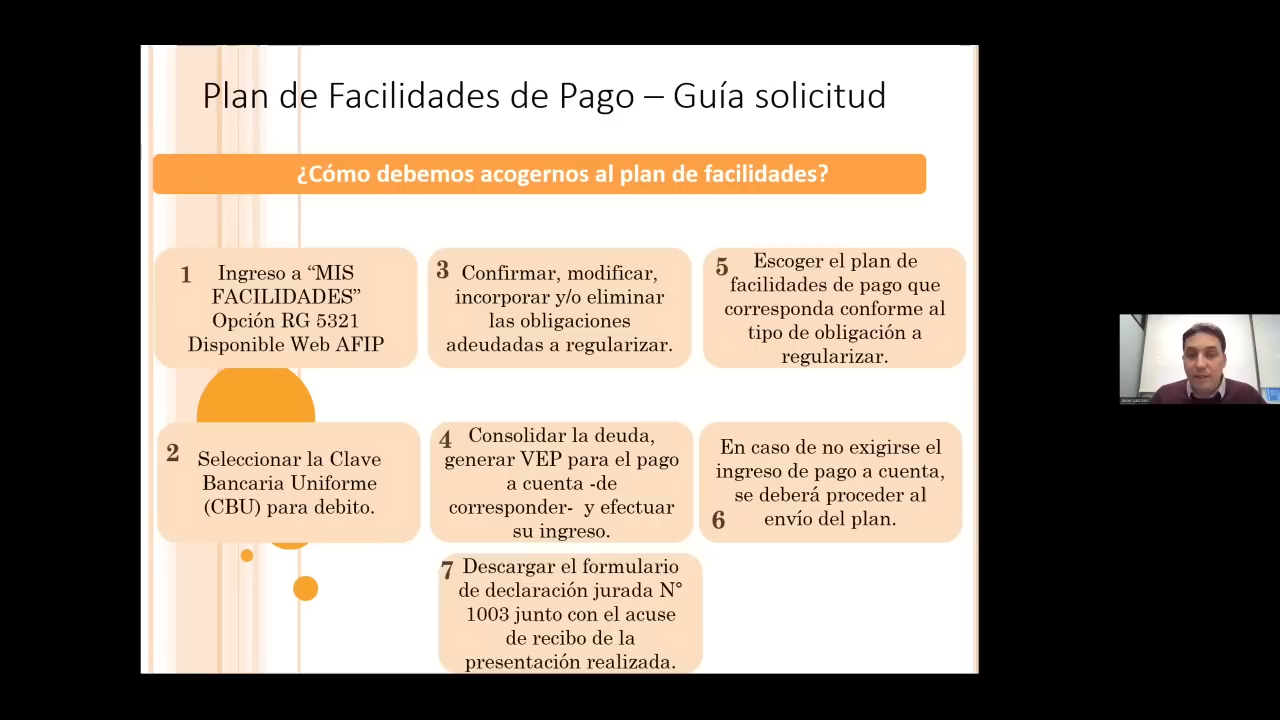 Plan de Facilidades de Pago – Guía solicitud
¿Cómo debemos acogernos al plan de facilidades?
1
Ingreso a “MIS
FACILIDADES”
Opción RG 5321
Disponible Web AFIP
2
Seleccionar la Clave
Bancaria Uniforme
(CBU) para debito.
3
Confirmar, modificar,
incorporar y/o eliminar
las obligaciones
adeudadas a regularizar.
4
Consolidar la deuda,
generar VEP para el pago
a cuenta -de
corresponder- y efectuar
su ingreso.
5
Escoger el plan de
facilidades de pago que
corresponda conforme al
tipo de obligación a
regularizar.
En caso de no exigirse el
ingreso de pago a cuenta,
se deberá proceder al
6
envío del plan.
7
Descargar el formulario
de declaración jurada N°
1003 junto con el acuse
de recibo de la
presentación realizada.